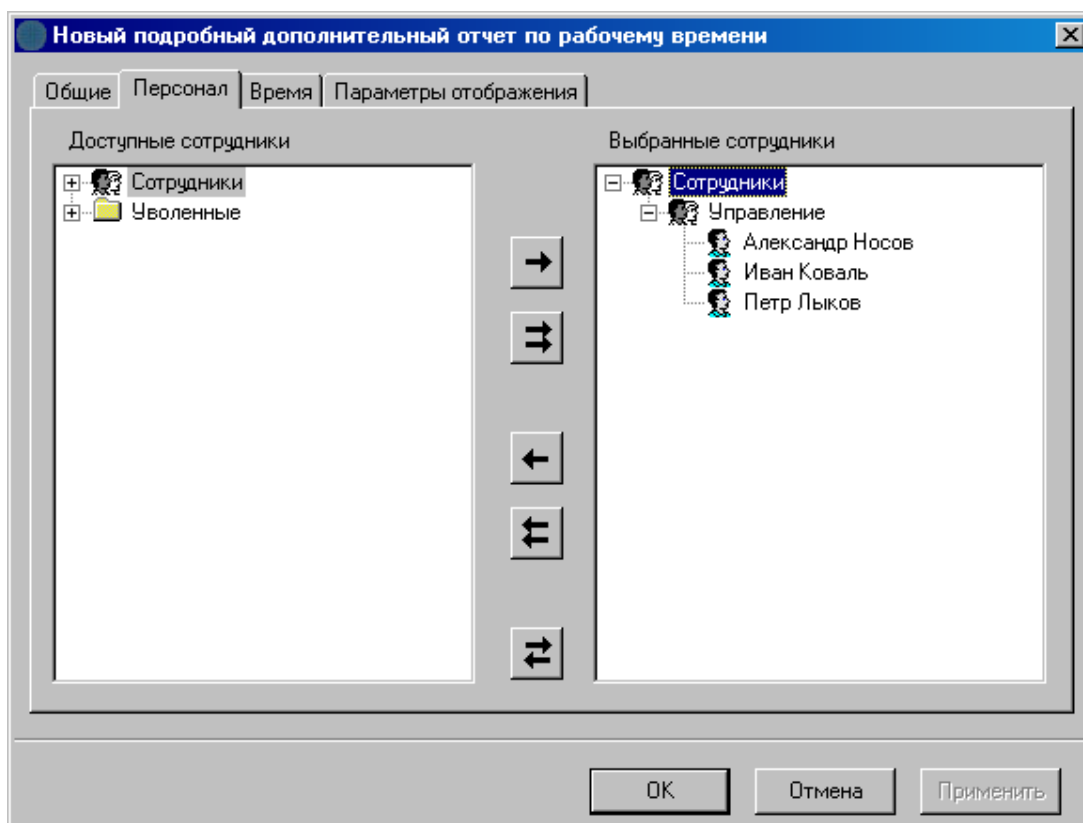 Новый подробный дополнительный отчет по рабочему времени
Общие
Персонал
Время
Параметры отображения
Доступные сотрудники
Сотрудники
Уволенные
Выбранные сотрудники
Сотрудники
Управление
Александр Носов
Иван Коваль
Петр Лыков
OK
Отмена
Применить